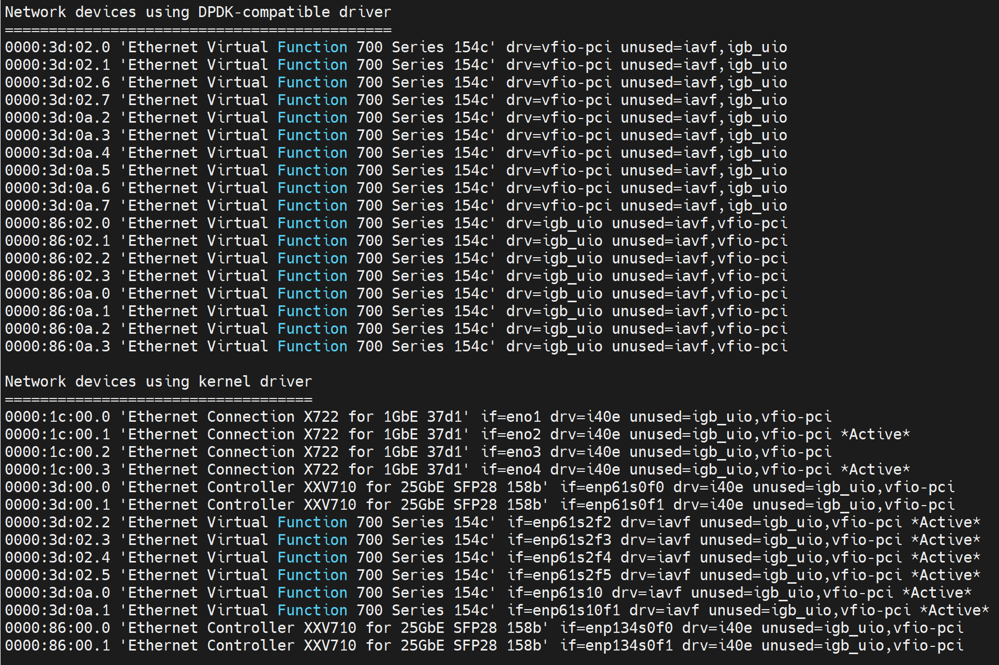 Network devices using DPDK-compatible driver
============================================
0000:3d:02.0 'Ethernet Virtual Function 700 Series 154c' drv=vfio-pci unused=iavf,igb_uio
0000:3d:02.1 'Ethernet Virtual Function 700 Series 154c' drv=vfio-pci unused=iavf,igb_uio
0000:3d:02.6 'Ethernet Virtual Function 700 Series 154c' drv=vfio-pci unused=iavf,igb_uio
0000:3d:02.7 'Ethernet Virtual Function 700 Series 154c' drv=vfio-pci unused=iavf,igb_uio
0000:3d:0a.2 'Ethernet Virtual Function 700 Series 154c' drv=vfio-pci unused=iavf,igb_uio
0000:3d:0a.3 'Ethernet Virtual Function 700 Series 154c' drv=vfio-pci unused=iavf,igb_uio
0000:3d:0a.4 'Ethernet Virtual Function 700 Series 154c' drv=vfio-pci unused=iavf,igb_uio
0000:3d:0a.5 'Ethernet Virtual Function 700 Series 154c' drv=vfio-pci unused=iavf,igb_uio
0000:3d:0a.6 'Ethernet Virtual Function 700 Series 154c' drv=vfio-pci unused=iavf,igb_uio
0000:3d:0a.7 'Ethernet Virtual Function 700 Series 154c' drv=vfio-pci unused=iavf,igb_uio
0000:86:02.0 'Ethernet Virtual Function 700 Series 154c' drv=igb_uio unused=iavf,vfio-pci
0000:86:02.1 'Ethernet Virtual Function 700 Series 154c' drv=igb_uio unused=iavf,vfio-pci
0000:86:02.2 'Ethernet Virtual Function 700 Series 154c' drv=igb_uio unused=iavf,vfio-pci
0000:86:02.3 'Ethernet Virtual Function 700 Series 154c' drv=igb_uio unused=iavf,vfio-pci
0000:86:0a.0 'Ethernet Virtual Function 700 Series 154c' drv=igb_uio unused=iavf,vfio-pci
0000:86:0a.1 'Ethernet Virtual Function 700 Series 154c' drv=igb_uio unused=iavf,vfio-pci
0000:86:0a.2 'Ethernet Virtual Function 700 Series 154c' drv=igb_uio unused=iavf,vfio-pci
0000:86:0a.3 'Ethernet Virtual Function 700 Series 154c' drv=igb_uio unused=iavf,vfio-pci

Network devices using kernel driver
===================================
0000:1c:00.0 'Ethernet Connection X722 for 1GbE 37d1' if=eno1 drv=i40e unused=igb_uio,vfio-pci
0000:1c:00.1 'Ethernet Connection X722 for 1GbE 37d1' if=eno2 drv=i40e unused=igb_uio,vfio-pci *Active*
0000:1c:00.2 'Ethernet Connection X722 for 1GbE 37d1' if=eno3 drv=i40e unused=igb_uio,vfio-pci
0000:1c:00.3 'Ethernet Connection X722 for 1GbE 37d1' if=eno4 drv=i40e unused=igb_uio,vfio-pci *Active*
0000:3d:00.0 'Ethernet Controller XXV710 for 25GbE SFP28 158b' if=enp61s0f0 drv=i40e unused=igb_uio,vfio-pci
0000:3d:00.1 'Ethernet Controller XXV710 for 25GbE SFP28 158b' if=enp61s0f1 drv=i40e unused=igb_uio,vfio-pci
0000:3d:02.2 'Ethernet Virtual Function 700 Series 154c' if=enp61s2f2 drv=iavf unused=igb_uio,vfio-pci *Active*
0000:3d:02.3 'Ethernet Virtual Function 700 Series 154c' if=enp61s2f3 drv=iavf unused=igb_uio,vfio-pci *Active*
0000:3d:02.4 'Ethernet Virtual Function 700 Series 154c' if=enp61s2f4 drv=iavf unused=igb_uio,vfio-pci *Active*
0000:3d:02.5 'Ethernet Virtual Function 700 Series 154c' if=enp61s2f5 drv=iavf unused=igb_uio,vfio-pci *Active*
0000:3d:0a.0 'Ethernet Virtual Function 700 Series 154c' if=enp61s10 drv=iavf unused=igb_uio,vfio-pci *Active*
0000:3d:0a.1 'Ethernet Virtual Function 700 Series 154c' if=enp61s10f1 drv=iavf unused=igb_uio,vfio-pci *Active*
0000:86:00.0 'Ethernet Controller XXV710 for 25GbE SFP28 158b' if=enp134s0f0 drv=i40e unused=igb_uio,vfio-pci
0000:86:00.1 'Ethernet Controller XXV710 for 25GbE SFP28 158b' if=enp134s0f1 drv=i40e unused=igb_uio,vfio-pci